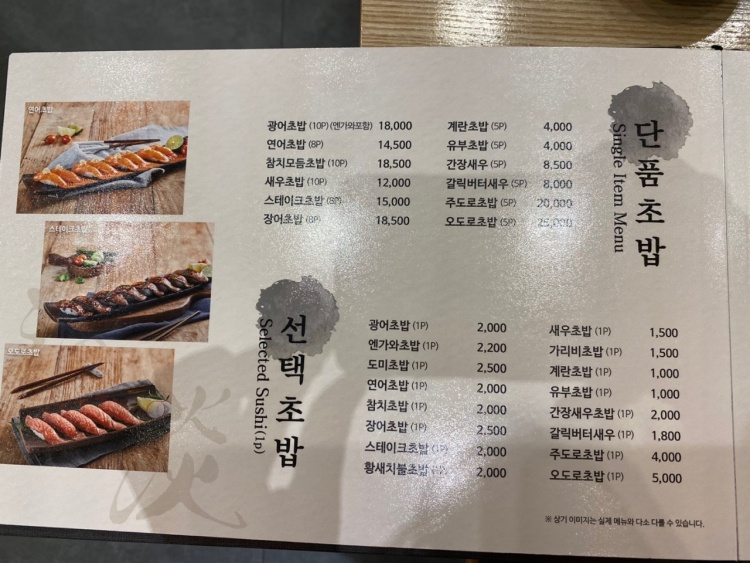 연어초밥
스테이크초밥
오도로초밥
단품초밥
Single Item Menu
광어초밥 (10P) (엔가와포함) 18,000
연어초밥 (8P) 14,500
참치모듬초밥 (10P) 18,500
새우초밥 (10P) 12,000
스테이크초밥 (8P) 15,000
장어초밥 (8P) 18,500
계란초밥 (5P) 4,000
유부초밥 (5P) 4,000
간장새우 (5P) 8,500
갈릭버터새우 (5P) 8,000
주도로초밥 (5P) 20,000
오도로초밥 (5P) 25,000
선택초밥
Selected Sushi(1p)
광어초밥 (1P) 2,000
엔가와초밥 (1P) 2,200
도미초밥 (1P) 2,500
연어초밥 (1P) 2,000
참치초밥 (1P) 2,000
장어초밥 (1P) 2,500
스테이크초밥 (1P) 2,000
황새치불초밥 (1P) 2,000
새우초밥 (1P) 1,500
가리비초밥 (1P) 1,500
계란초밥 (1P) 1,000
유부초밥 (1P) 1,000
간장새우초밥 (1P) 2,000
갈릭버터새우 (1P) 1,800
주도로초밥 (1P) 4,000
오도로초밥 (1P) 5,000
※ 상기 이미지는 실제 메뉴와 다소 다를 수 있습니다.